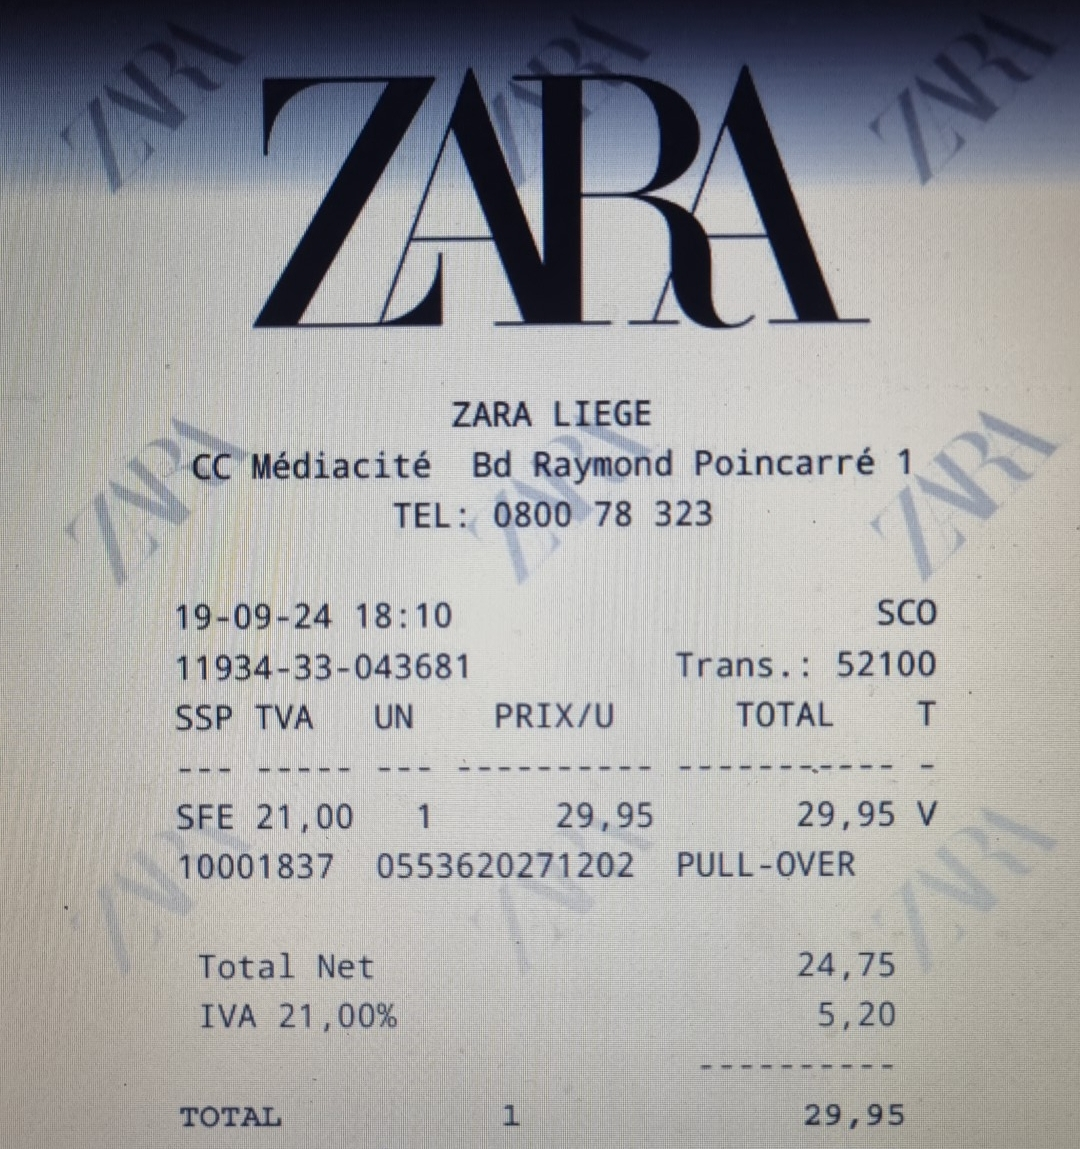 ZARA
ZARA LIEGE
CC Médiacité Bd Raymond Poincarré 1
TEL: 0800 78 323
19-09-24 18:10 SCO
11934-33-043681 Trans.: 52100
SSP TVA UN PRIX/U TOTAL T
--- ----- --- ---------- ----------- -
SFE 21,00 1 29,95 29,95 V
10001837 0553620271202 PULL-OVER
Total Net 24,75
IVA 21,00% 5,20
----------
TOTAL 1 29,95